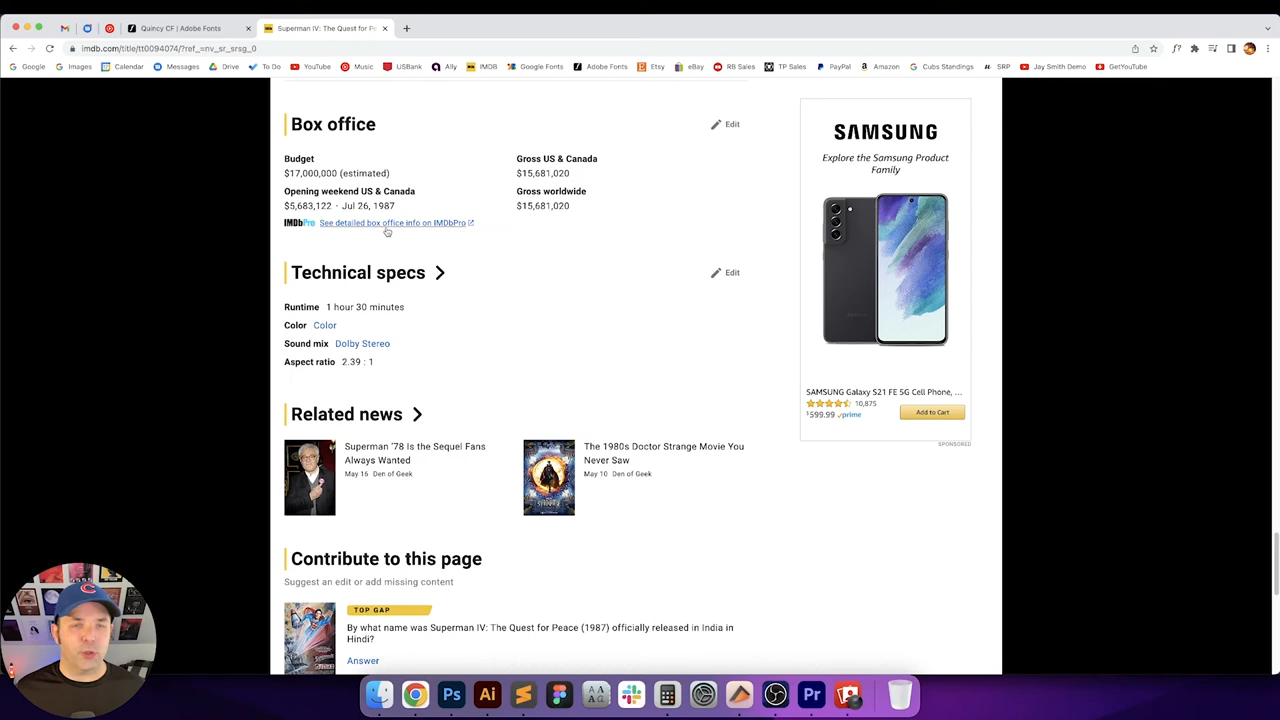 Quincy CF | Adobe Fonts
Superman IV: The Quest for Pe
imdb.com/title/tt0094074/?ref_=nv_sr_srsg_0
Google
Images
Calendar
Messages
Drive
To Do
YouTube
Music
USBank
Ally
IMDB
Google Fonts
Adobe Fonts
Etsy
eBay
RB Sales
TP Sales
PayPal
Amazon
Cubs Standings
SRP
Jay Smith Demo
GetYouTube
Box office
Edit
Budget
$17,000,000 (estimated)
Gross US & Canada
$15,681,020
Opening weekend US & Canada
$5,683,122 · Jul 26, 1987
Gross worldwide
$15,681,020
IMDbPro See detailed box office info on IMDbPro
Technical specs
Edit
Runtime 1 hour 30 minutes
Color Color
Sound mix Dolby Stereo
Aspect ratio 2.39 : 1
Related news
Superman '78 Is the Sequel Fans
Always Wanted
May 16 Den of Geek
The 1980s Doctor Strange Movie You
Never Saw
May 10 Den of Geek
Contribute to this page
Suggest an edit or add missing content
TOP GAP
By what name was Superman IV: The Quest for Peace (1987) officially released in India in
Hindi?
Answer
SAMSUNG
Explore the Samsung Product
Family
SAMSUNG Galaxy S21 FE 5G Cell Phone, ...
10,875
$599.99 prime
Add to Cart
SPONSORED
C
Ps
Ai
AA
AG
Pr